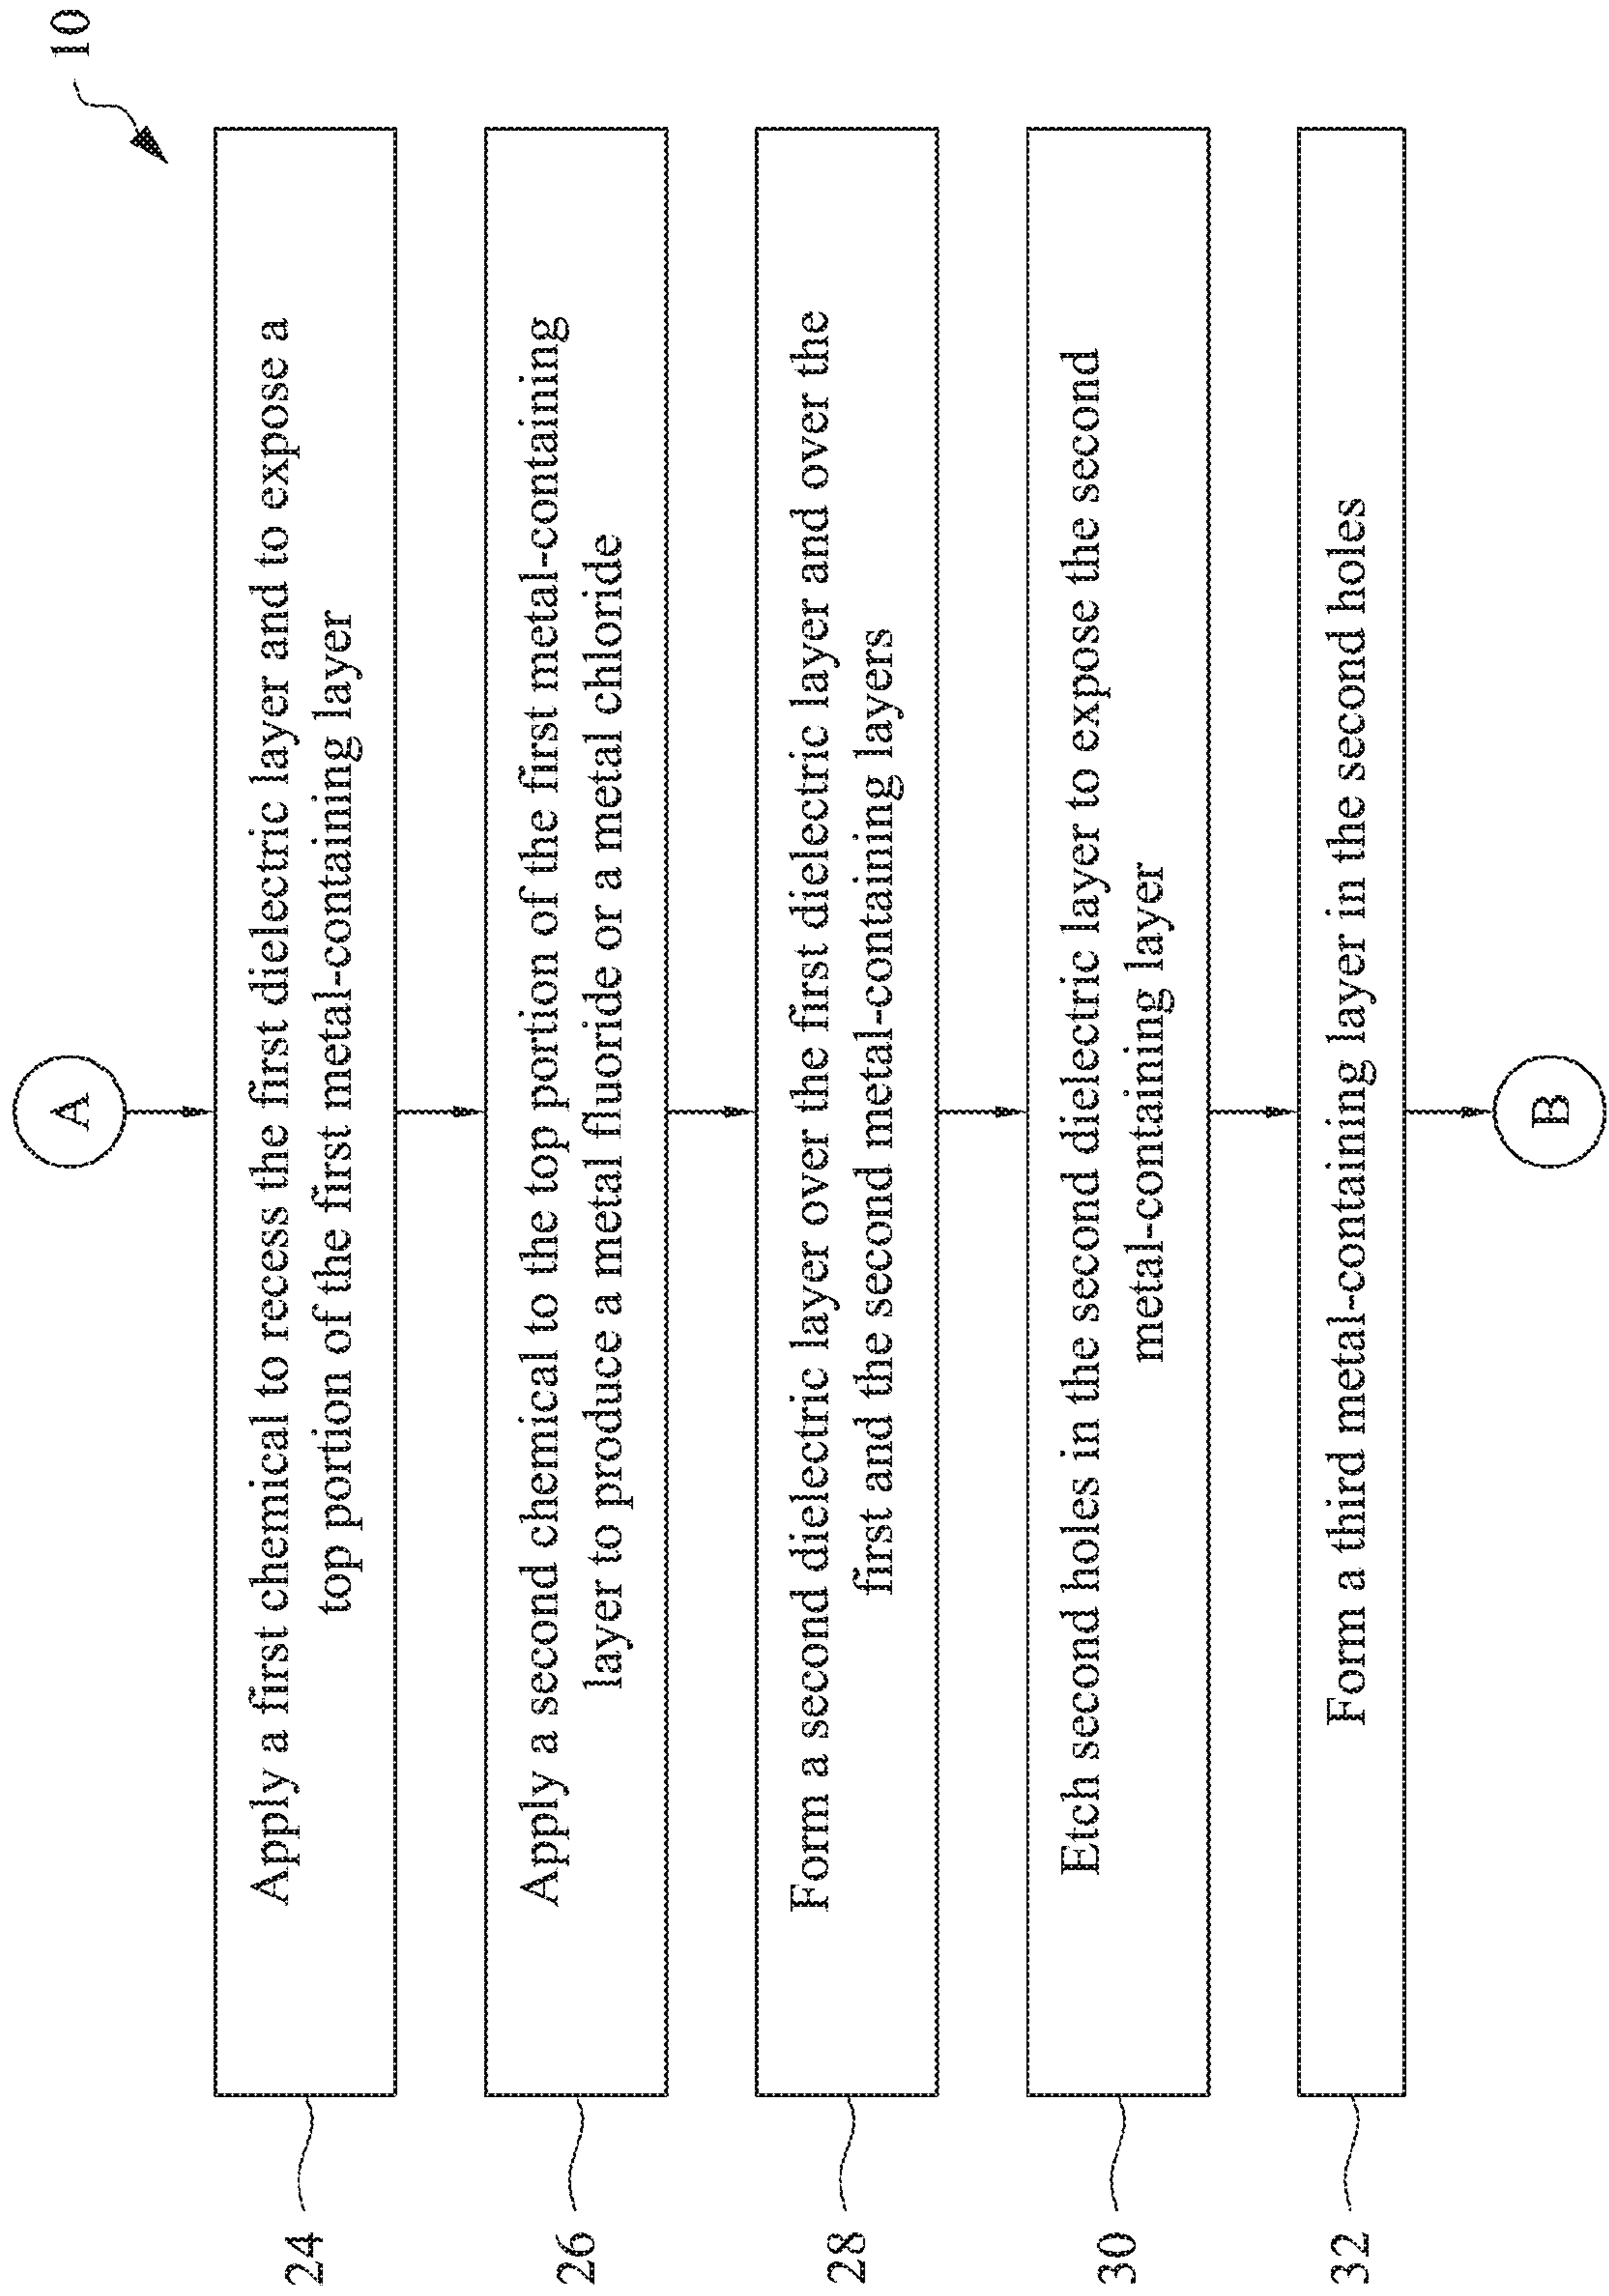 10
A
24
Apply a first chemical to recess the first dielectric layer and to expose a
top portion of the first metal-containing layer
26
Apply a second chemical to the top portion of the first metal-containing
layer to produce a metal fluoride or a metal chloride
28
Form a second dielectric layer over the first dielectric layer and over the
first and the second metal-containing layers
30
Etch second holes in the second dielectric layer to expose the second
metal-containing layer
32
Form a third metal-containing layer in the second holes
B